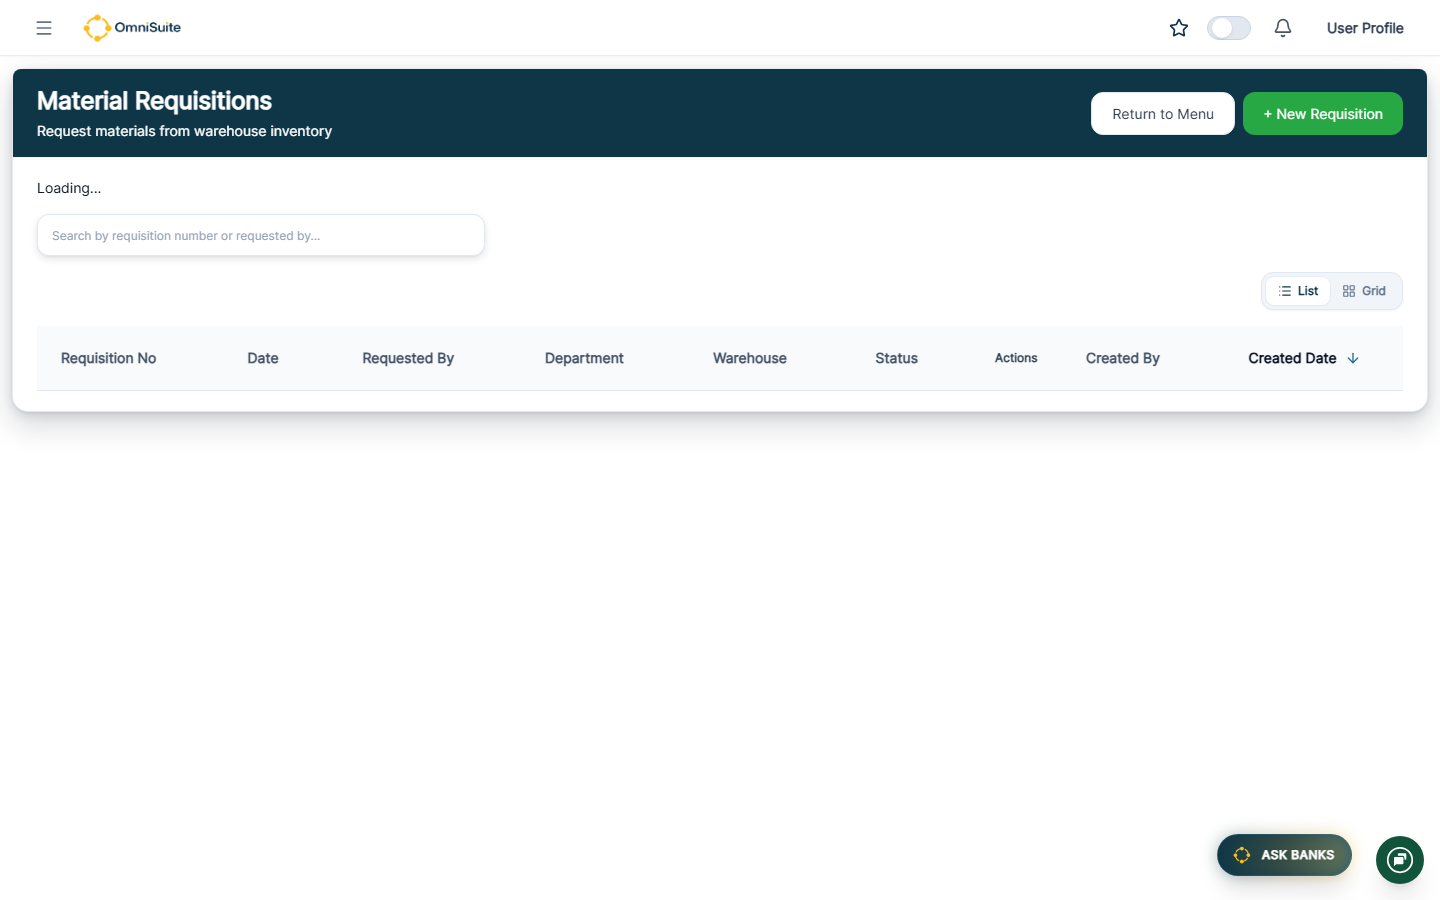 OmniSuite
User Profile
Material Requisitions
Request materials from warehouse inventory
Return to Menu
+ New Requisition
Loading...
Search by requisition number or requested by...
List
Grid
Requisition No Date Requested By Department Warehouse Status Actions Created By Created Date
ASK BANKS